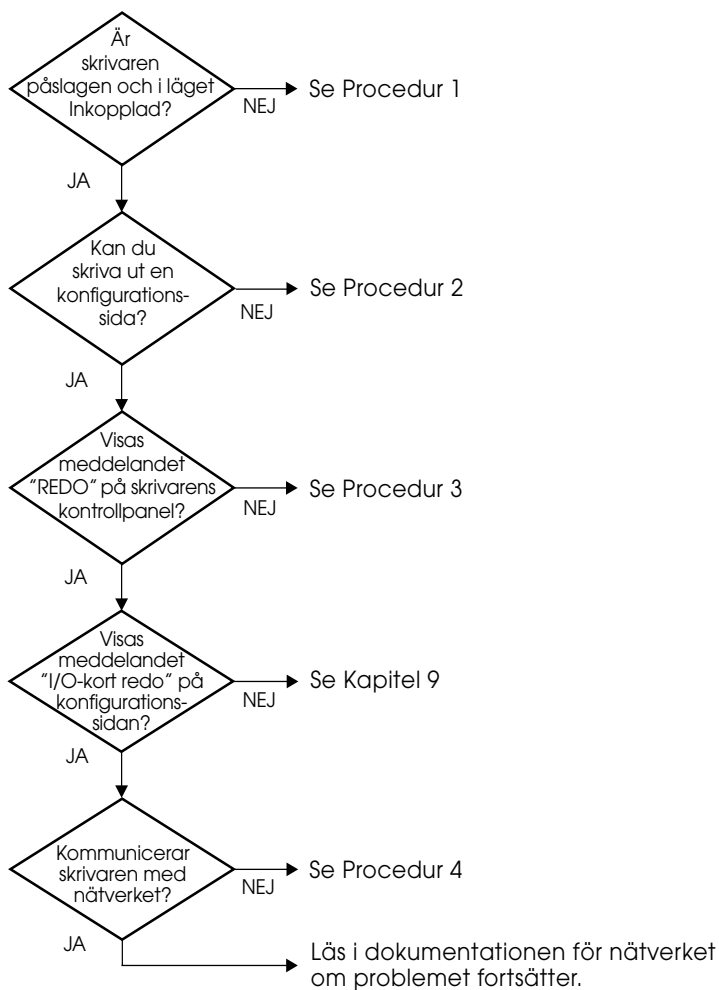 Är
skrivaren
påslagen och i läget
Inkopplad?
NEJ
Se Procedur 1
JA
Kan du
skriva ut en
konfigurations-
sida?
NEJ
Se Procedur 2
JA
Visas
meddelandet
"REDO" på skrivarens
kontrollpanel?
NEJ
Se Procedur 3
JA
Visas
meddelandet
"I/O-kort redo" på
konfigurations-
sidan?
NEJ
Se Kapitel 9
JA
Kommunicerar
skrivaren med
nätverket?
NEJ
Se Procedur 4
JA
Läs i dokumentationen för nätverket
om problemet fortsätter.